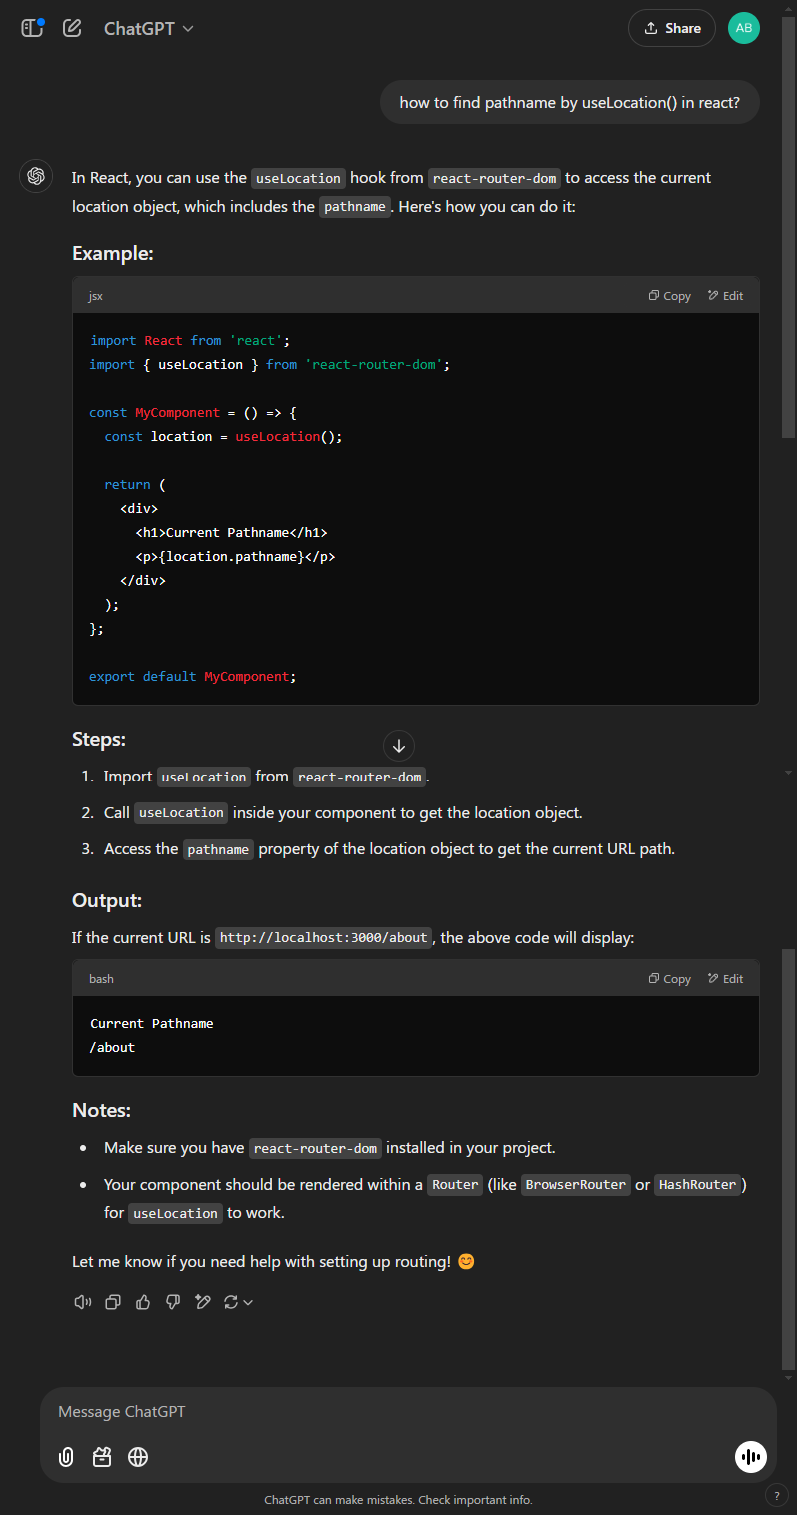 ChatGPT
Share
AB
how to find pathname by useLocation() in react?
In React, you can use the useLocation hook from react-router-dom to access the current
location object, which includes the pathname. Here's how you can do it:
Example:
jsx
Copy
Edit
import React from 'react';
import { useLocation } from 'react-router-dom';
const MyComponent = () => {
  const location = useLocation();
  return (
    <div>
      <h1>Current Pathname</h1>
      <p>{location.pathname}</p>
    </div>
  );
};
export default MyComponent;
Steps:
1. Import useLocation from react-router-dom.
2. Call useLocation inside your component to get the location object.
3. Access the pathname property of the location object to get the current URL path.
Output:
If the current URL is http://localhost:3000/about, the above code will display:
bash
Copy
Edit
Current Pathname
/about
Notes:
• Make sure you have react-router-dom installed in your project.
• Your component should be rendered within a Router (like BrowserRouter or HashRouter)
for useLocation to work.
Let me know if you need help with setting up routing! 😊
Message ChatGPT
ChatGPT can make mistakes. Check important info.
?